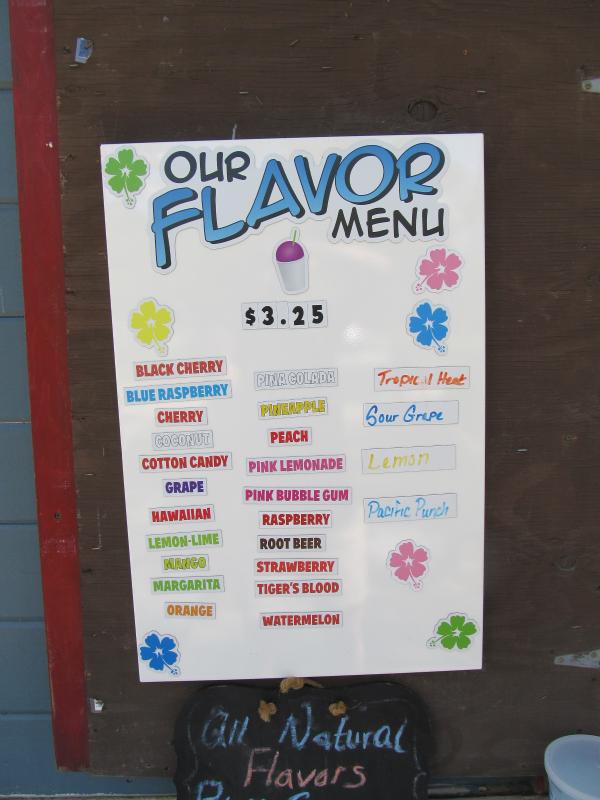 OUR
FLAVOR
MENU
$3.25
BLACK CHERRY
BLUE RASPBERRY
CHERRY
COCONUT
COTTON CANDY
GRAPE
HAWAIIAN
LEMON-LIME
MANGO
MARGARITA
ORANGE
PINA COLADA
PINEAPPLE
PEACH
PINK LEMONADE
PINK BUBBLE GUM
RASPBERRY
ROOT BEER
STRAWBERRY
TIGER'S BLOOD
WATERMELON
Tropical Heat
Sour Grape
Lemon
Pacific Punch
All Natural
Flavors